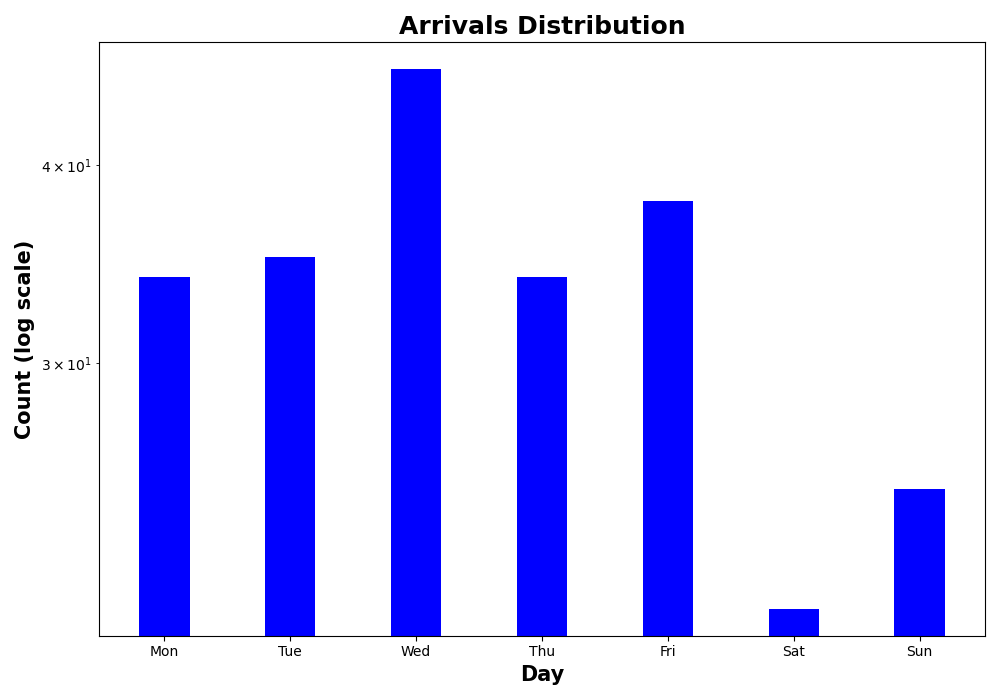 Arrivals Distribution
Count (log scale)
4 × 10¹
3 × 10¹
Mon Tue Wed Thu Fri Sat Sun
Day